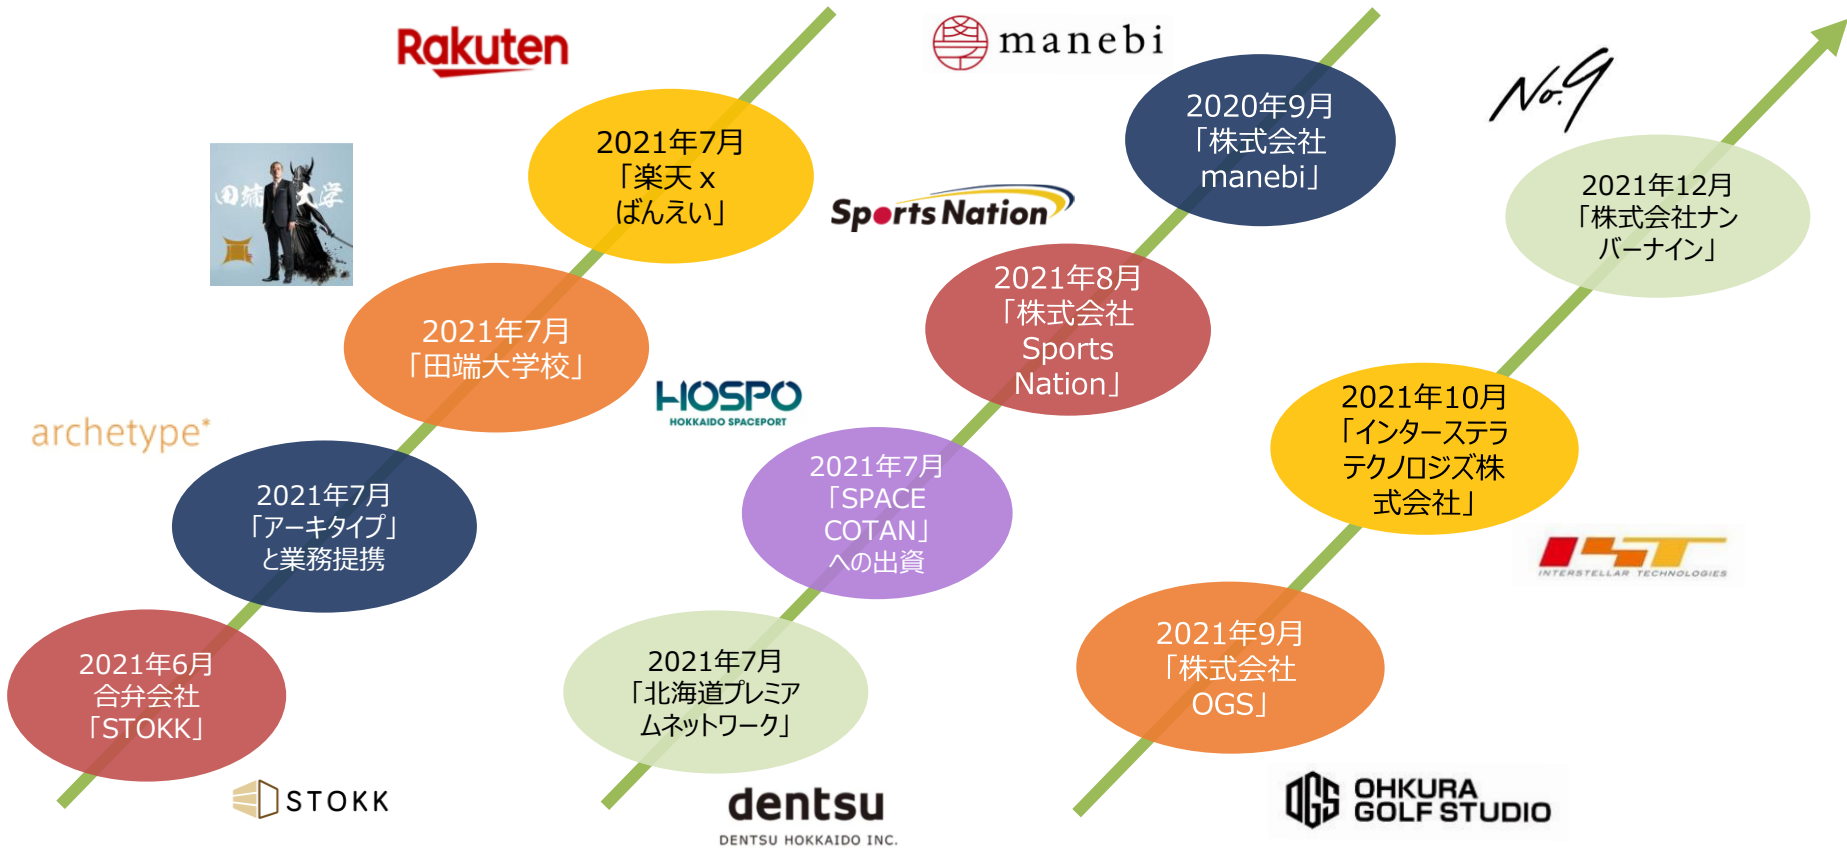 Rakuten
manebi
No.9
2021年7月
「楽天 x
ばんえい」
2020年9月
「株式会社
manebi」
田端 大学
Sports Nation
2021年12月
「株式会社ナン
バーナイン」
2021年7月
「田端大学校」
2021年8月
「株式会社
Sports
Nation」
archetype*
HOSPO
HOKKAIDO SPACEPORT
2021年10月
「インターステラ
テクノロジズ株
式会社」
2021年7月
「アーキタイプ」
と業務提携
2021年7月
「SPACE
COTAN」
への出資
IST
INTERSTELLAR TECHNOLOGIES
2021年6月
合弁会社
「STOKK」
2021年7月
「北海道プレミア
ムネットワーク」
2021年9月
「株式会社
OGS」
STOKK
dentsu
DENTSU HOKKAIDO INC.
OGS
OHKURA
GOLF STUDIO